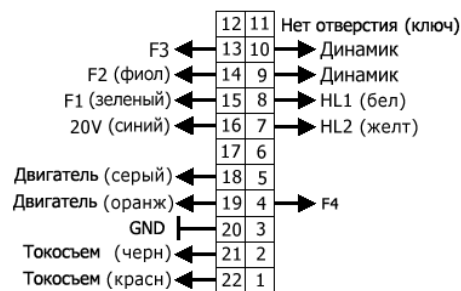 12 11 Нет отверстия (ключ)
F3 13 10 Динамик
F2 (фиол) 14 9 Динамик
F1 (зеленый) 15 8 HL1 (бел)
20V (синий) 16 7 HL2 (желт)
17 6
Двигатель (серый) 18 5
Двигатель (оранж) 19 4 F4
GND 20 3
Токосъем (черн) 21 2
Токосъем (красн) 22 1